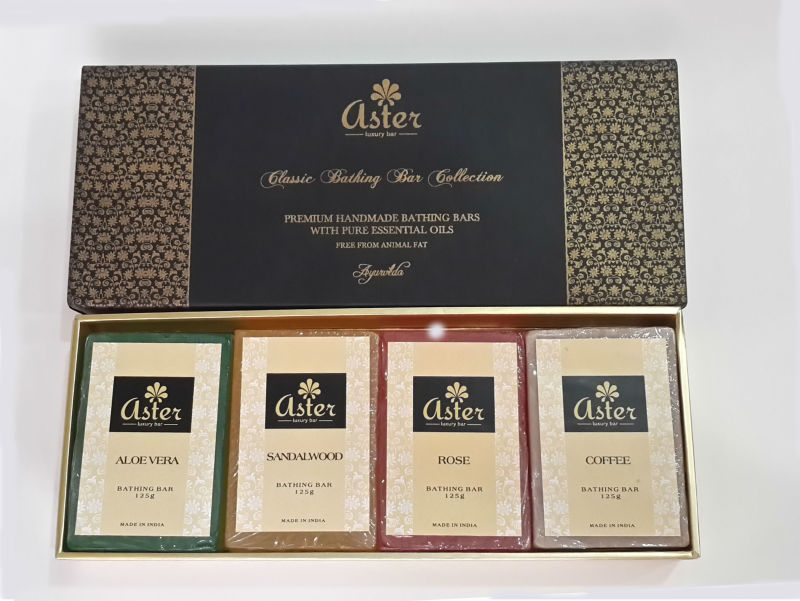 Aster
luxury bar
Classic Bathing Bar Collection
PREMIUM HANDMADE BATHING BARS
WITH PURE ESSENTIAL OILS
FREE FROM ANIMAL FAT
Ayurvéda
Aster
luxury bar
ALOE VERA
BATHING BAR
125g
MADE IN INDIA
Aster
luxury bar
SANDALWOOD
BATHING BAR
125g
MADE IN INDIA
Aster
luxury bar
ROSE
BATHING BAR
125g
MADE IN INDIA
Aster
luxury bar
COFFEE
BATHING BAR
125g
MADE IN INDIA